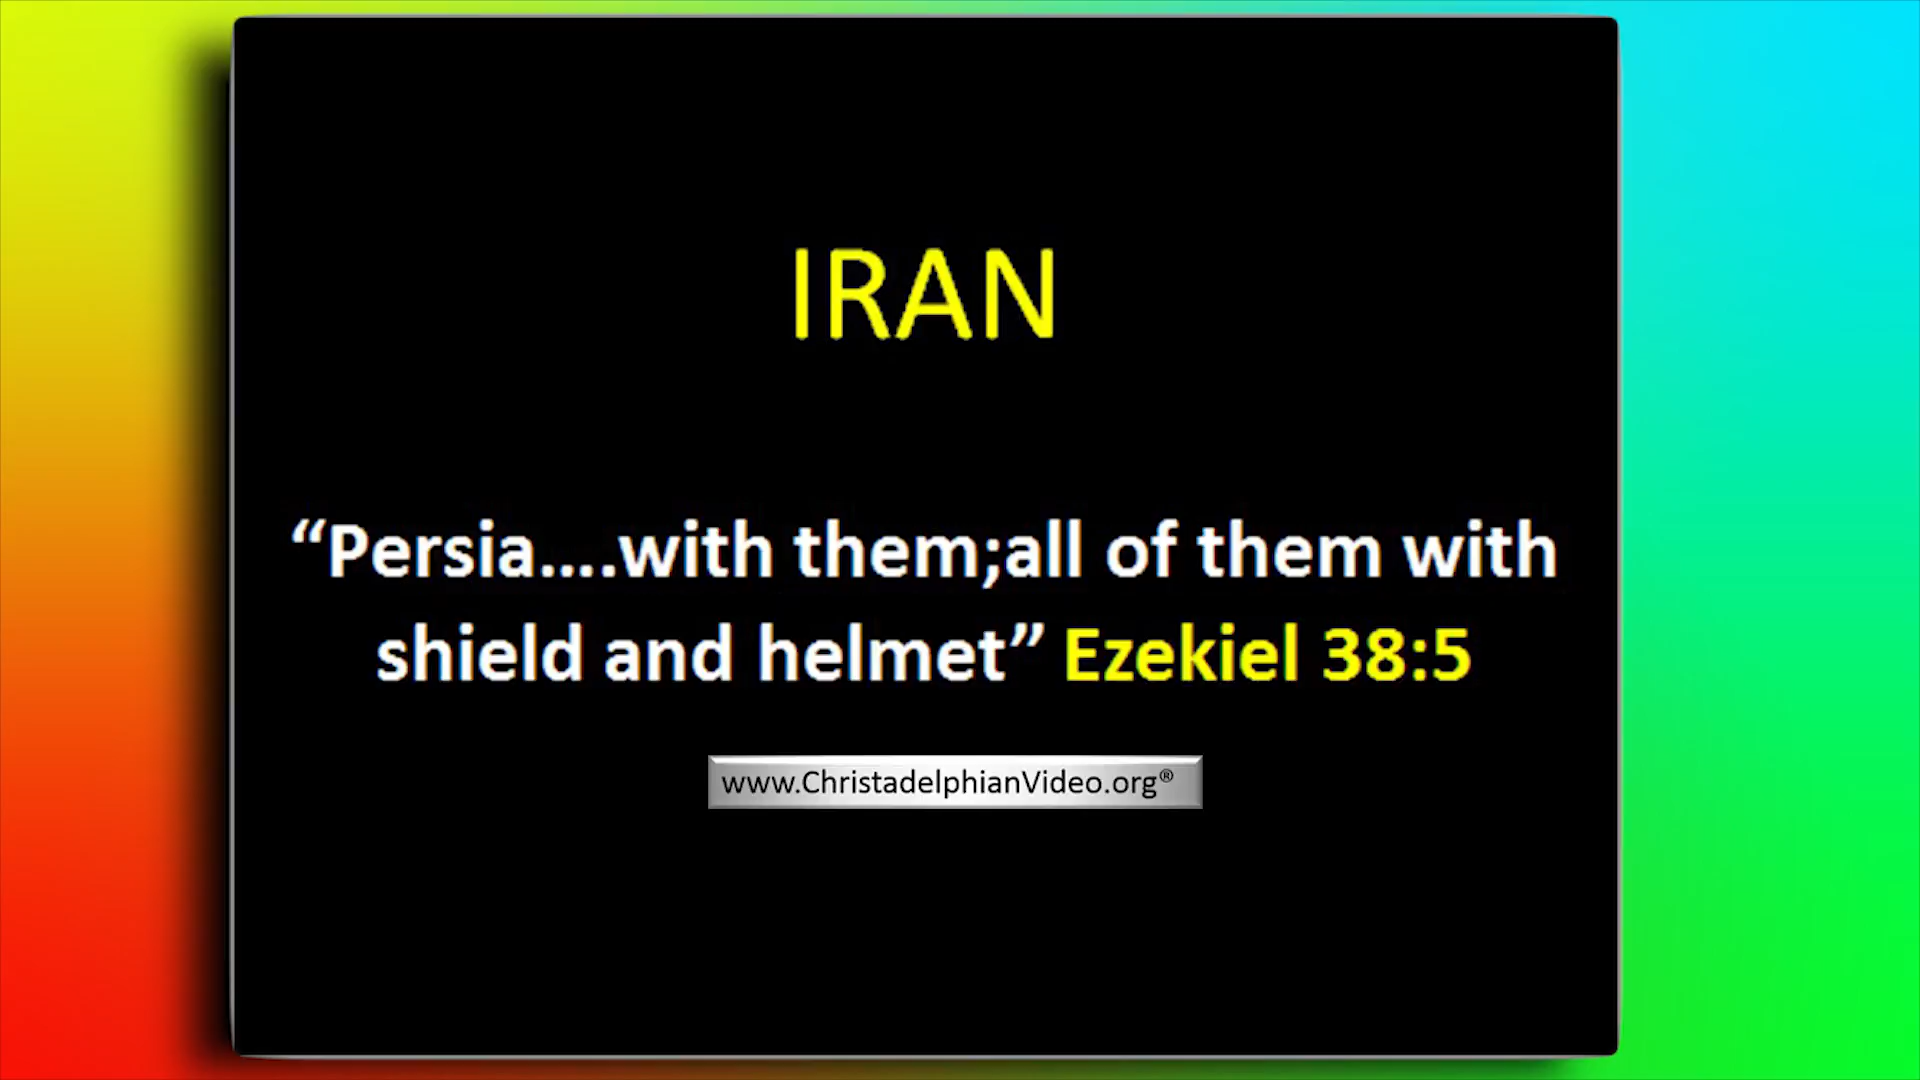 IRAN
“Persia....with them;all of them with
shield and helmet” Ezekiel 38:5
www.ChristadelphianVideo.org®